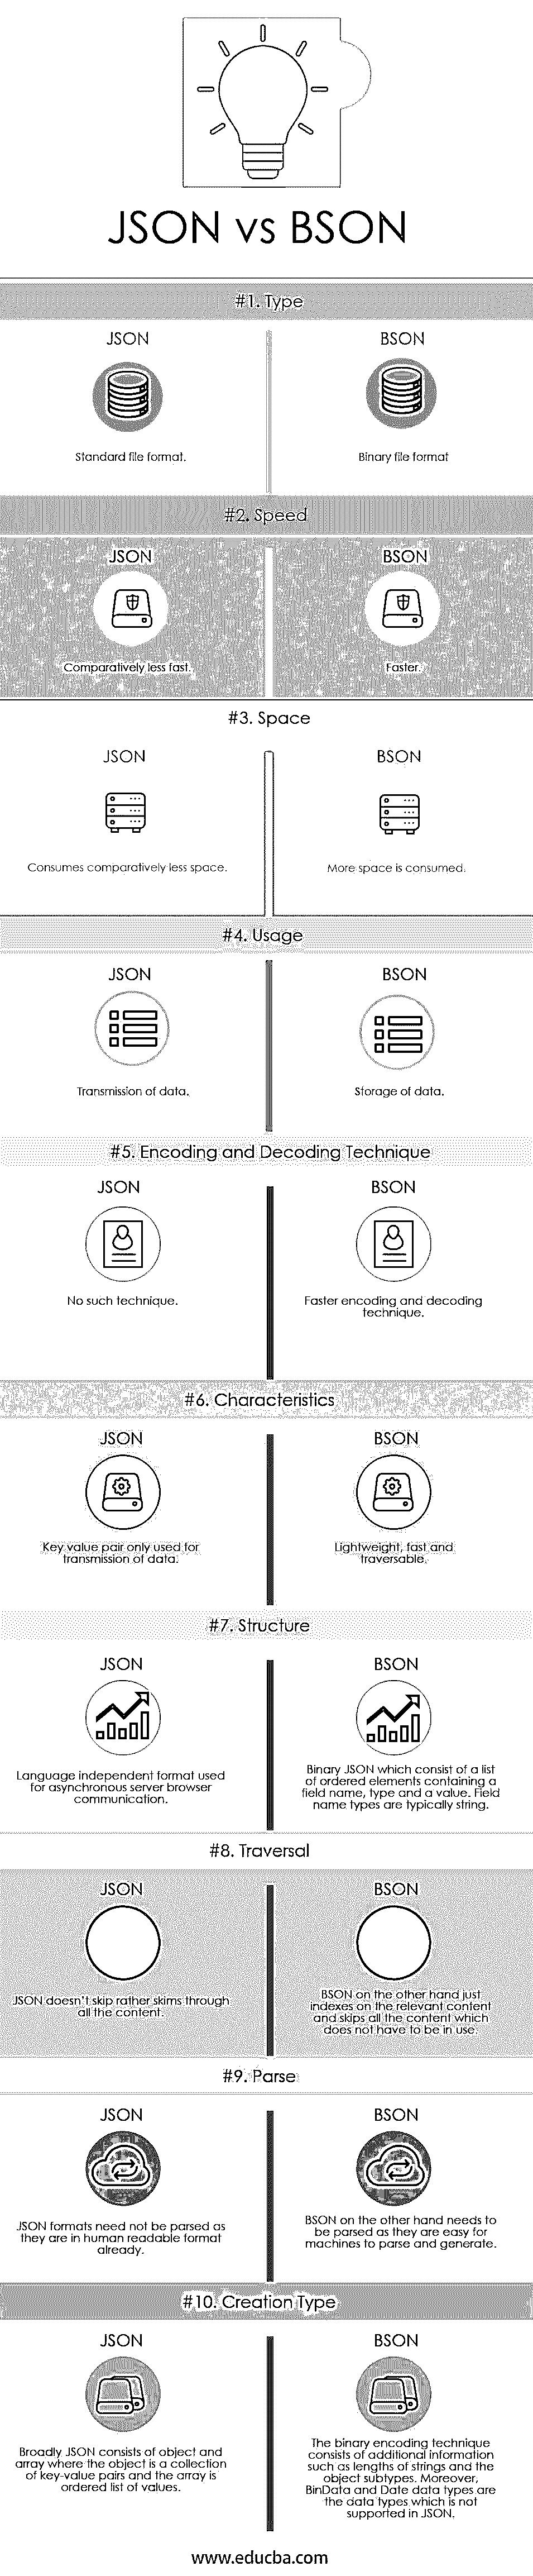 JSON vs BSON
#1. Type
JSON
BSON
Standard file format.
Binary file format
#2. Speed
JSON
BSON
Comparatively less fast.
Faster.
#3. Space
JSON
BSON
Consumes comparatively less space.
More space is consumed.
#4. Usage
JSON
BSON
Transmission of data.
Storage of data.
#5. Encoding and Decoding Technique
JSON
BSON
No such technique.
Faster encoding and decoding
technique.
#6. Characteristics
JSON
BSON
Key value pair only used for
transmission of data.
Lightweight, fast and
traversable.
#7. Structure
JSON
BSON
Language independent format used
for asynchronous server browser
communication.
Binary JSON which consist of a list
of ordered elements containing a
field name, type and a value. Field
name types are typically string.
#8. Traversal
JSON
BSON
JSON doesn't skip rather skims through
all the content.
BSON on the other hand just
indexes on the relevant content
and skips all the content which
does not have to be in use.
#9. Parse
JSON
BSON
JSON formats need not be parsed as
they are in human readable format
already.
BSON on the other hand needs to
be parsed as they are easy for
machines to parse and generate.
#10. Creation Type
JSON
BSON
Broadly JSON consists of object and
array where the object is a collection
of key-value pairs and the array is
ordered list of values.
The binary encoding technique
consists of additional information
such as lengths of strings and the
object subtypes. Moreover,
BinData and Date data types are
the data types which is not
supported in JSON.
www.educba.com